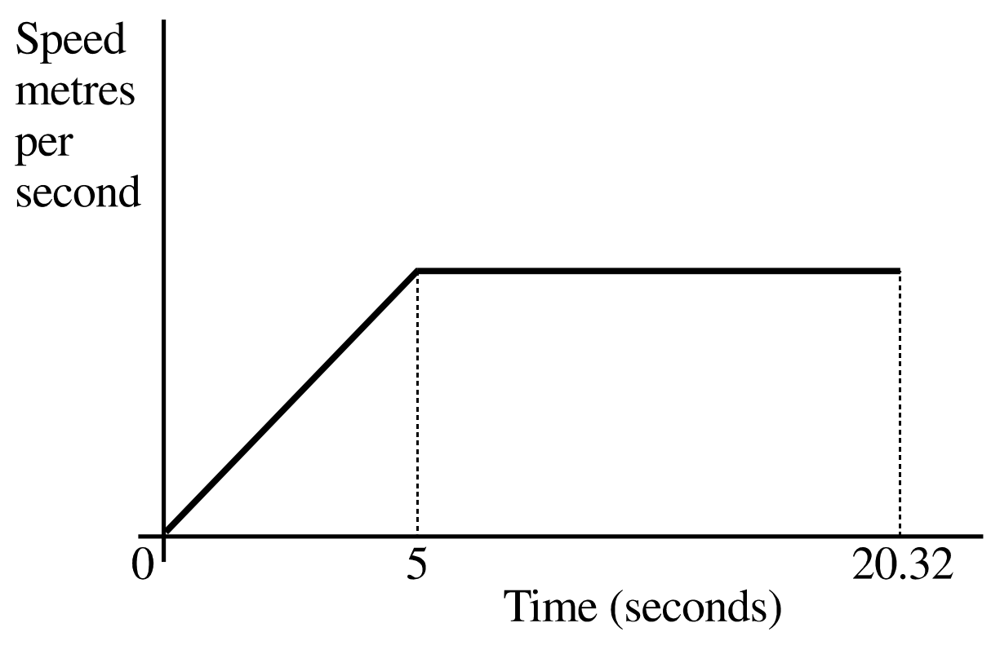 Speed
metres
per
second
0
5
20.32
Time (seconds)